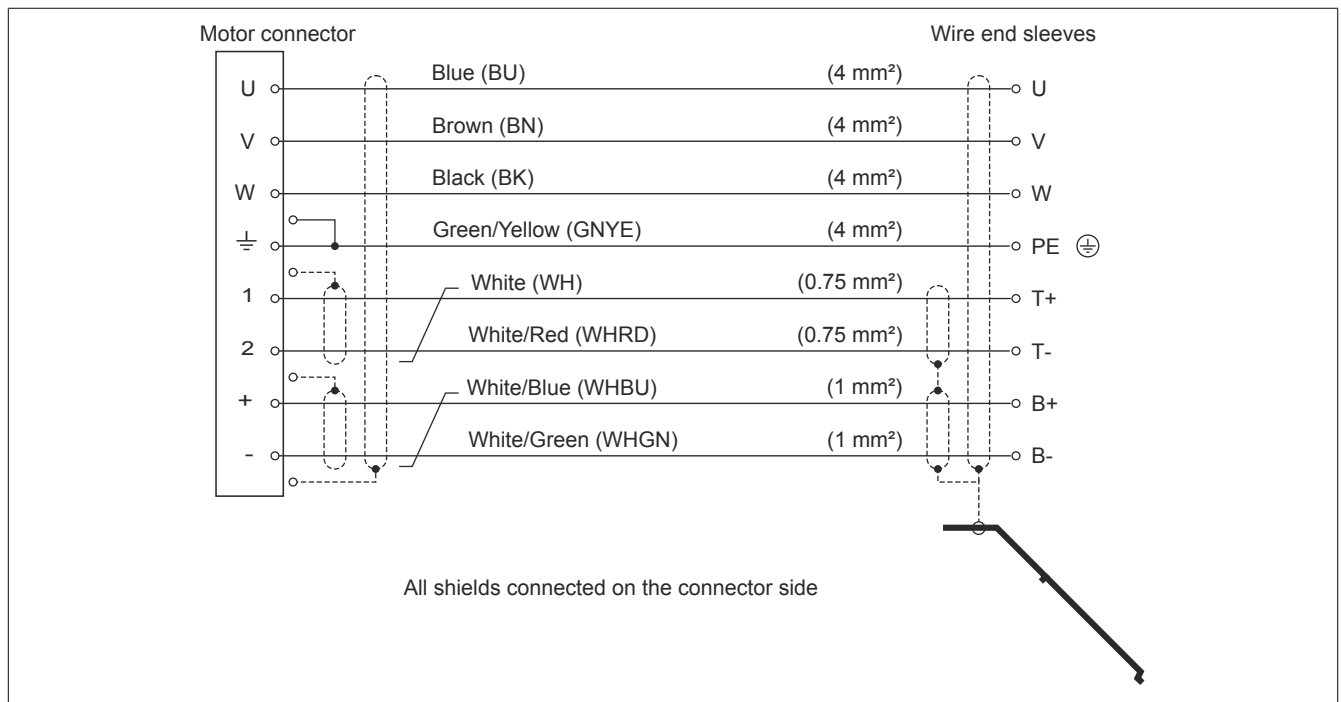 Motor connector Wire end sleeves
U Blue (BU) (4 mm²) U
V Brown (BN) (4 mm²) V
W Black (BK) (4 mm²) W
Green/Yellow (GNYE) (4 mm²) PE
1 White (WH) (0.75 mm²) T+
2 White/Red (WHRD) (0.75 mm²) T-
+ White/Blue (WHBU) (1 mm²) B+
- White/Green (WHGN) (1 mm²) B-
All shields connected on the connector side